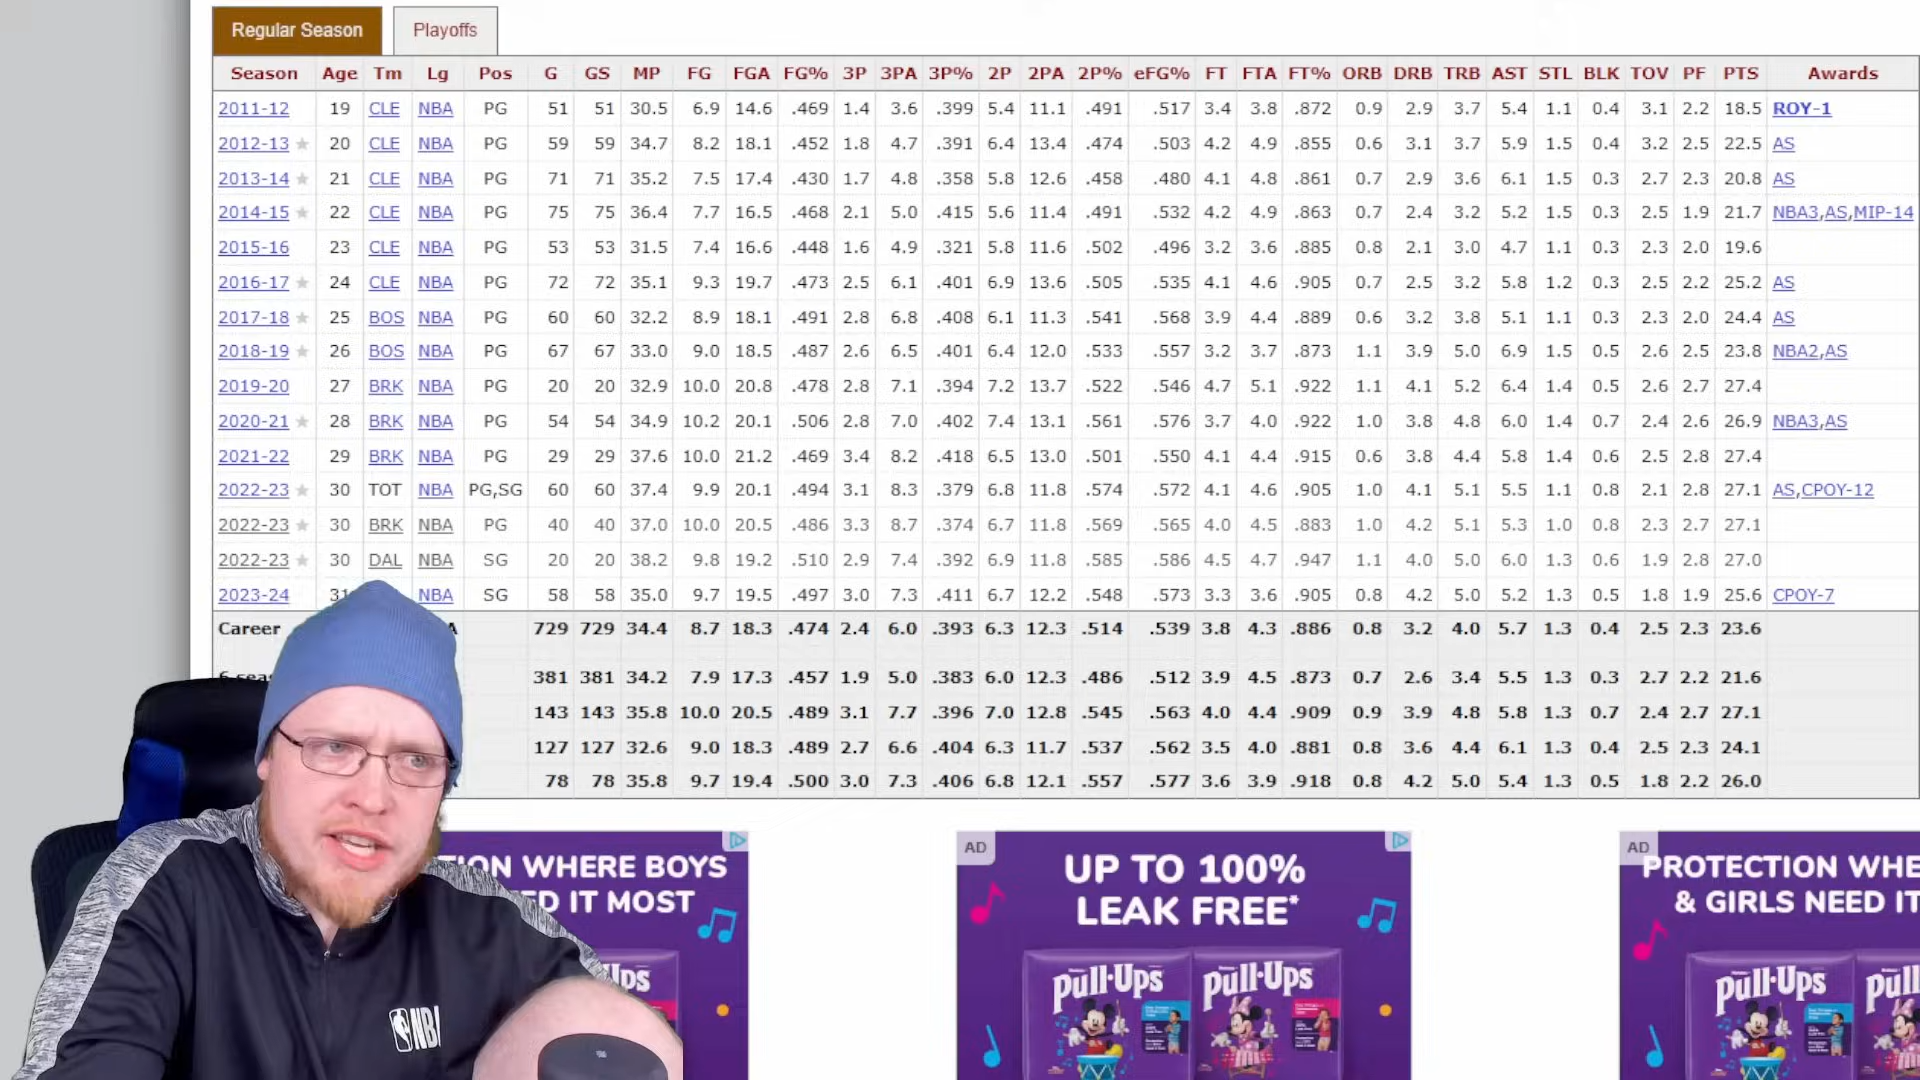 Regular Season Playoffs
Season Age Tm Lg Pos G GS MP FG FGA FG% 3P 3PA 3P% 2P 2PA 2P% eFG% FT FTA FT% ORB DRB TRB AST STL BLK TOV PF PTS Awards
2011-12 19 CLE NBA PG 51 51 30.5 6.9 14.6 .469 1.4 3.6 .399 5.4 11.1 .491 .517 3.4 3.8 .872 0.9 2.9 3.7 5.4 1.1 0.4 3.1 2.2 18.5 ROY-1
2012-13 ★ 20 CLE NBA PG 59 59 34.7 8.2 18.1 .452 1.8 4.7 .391 6.4 13.4 .474 .503 4.2 4.9 .855 0.6 3.1 3.7 5.9 1.5 0.4 3.2 2.5 22.5 AS
2013-14 ★ 21 CLE NBA PG 71 71 35.2 7.5 17.4 .430 1.7 4.8 .358 5.8 12.6 .458 .480 4.1 4.8 .861 0.7 2.9 3.6 6.1 1.5 0.3 2.7 2.3 20.8 AS
2014-15 ★ 22 CLE NBA PG 75 75 36.4 7.7 16.5 .468 2.1 5.0 .415 5.6 11.4 .491 .532 4.2 4.9 .863 0.7 2.4 3.2 5.2 1.5 0.3 2.5 1.9 21.7 NBA3,AS,MIP-14
2015-16 23 CLE NBA PG 53 53 31.5 7.4 16.6 .448 1.6 4.9 .321 5.8 11.6 .502 .496 3.2 3.6 .885 0.8 2.1 3.0 4.7 1.1 0.3 2.3 2.0 19.6
2016-17 ★ 24 CLE NBA PG 72 72 35.1 9.3 19.7 .473 2.5 6.1 .401 6.9 13.6 .505 .535 4.1 4.6 .905 0.7 2.5 3.2 5.8 1.2 0.3 2.5 2.2 25.2 AS
2017-18 ★ 25 BOS NBA PG 60 60 32.2 8.9 18.1 .491 2.8 6.8 .408 6.1 11.3 .541 .568 3.9 4.4 .889 0.6 3.2 3.8 5.1 1.1 0.3 2.3 2.0 24.4 AS
2018-19 ★ 26 BOS NBA PG 67 67 33.0 9.0 18.5 .487 2.6 6.5 .401 6.4 12.0 .533 .557 3.2 3.7 .873 1.1 3.9 5.0 6.9 1.5 0.5 2.6 2.5 23.8 NBA2,AS
2019-20 27 BRK NBA PG 20 20 32.9 10.0 20.8 .478 2.8 7.1 .394 7.2 13.7 .522 .546 4.7 5.1 .922 1.1 4.1 5.2 6.4 1.4 0.5 2.6 2.7 27.4
2020-21 ★ 28 BRK NBA PG 54 54 34.9 10.2 20.1 .506 2.8 7.0 .402 7.4 13.1 .561 .576 3.7 4.0 .922 1.0 3.8 4.8 6.0 1.4 0.7 2.4 2.6 26.9 NBA3,AS
2021-22 29 BRK NBA PG 29 29 37.6 10.0 21.2 .469 3.4 8.2 .418 6.5 13.0 .501 .550 4.1 4.4 .915 0.6 3.8 4.4 5.8 1.4 0.6 2.5 2.8 27.4
2022-23 ★ 30 TOT NBA PG,SG 60 60 37.4 9.9 20.1 .494 3.1 8.3 .379 6.8 11.8 .574 .572 4.1 4.6 .905 1.0 4.1 5.1 5.5 1.1 0.8 2.1 2.8 27.1 AS,CPOY-12
2022-23 ★ 30 BRK NBA PG 40 40 37.0 10.0 20.5 .486 3.3 8.7 .374 6.7 11.8 .569 .565 4.0 4.5 .883 1.0 4.2 5.1 5.3 1.0 0.8 2.3 2.7 27.1
2022-23 ★ 30 DAL NBA SG 20 20 38.2 9.8 19.2 .510 2.9 7.4 .392 6.9 11.8 .585 .586 4.5 4.7 .947 1.1 4.0 5.0 6.0 1.3 0.6 1.9 2.8 27.0
2023-24 31 NBA SG 58 58 35.0 9.7 19.5 .497 3.0 7.3 .411 6.7 12.2 .548 .573 3.3 3.6 .905 0.8 4.2 5.0 5.2 1.3 0.5 1.8 1.9 25.6 CPOY-7
Career A 729 729 34.4 8.7 18.3 .474 2.4 6.0 .393 6.3 12.3 .514 .539 3.8 4.3 .886 0.8 3.2 4.0 5.7 1.3 0.4 2.5 2.3 23.6
381 381 34.2 7.9 17.3 .457 1.9 5.0 .383 6.0 12.3 .486 .512 3.9 4.5 .873 0.7 2.6 3.4 5.5 1.3 0.3 2.7 2.2 21.6
143 143 35.8 10.0 20.5 .489 3.1 7.7 .396 7.0 12.8 .545 .563 4.0 4.4 .909 0.9 3.9 4.8 5.8 1.3 0.7 2.4 2.7 27.1
127 127 32.6 9.0 18.3 .489 2.7 6.6 .404 6.3 11.7 .537 .562 3.5 4.0 .881 0.8 3.6 4.4 6.1 1.3 0.4 2.5 2.3 24.1
78 78 35.8 9.7 19.4 .500 3.0 7.3 .406 6.8 12.1 .557 .577 3.6 3.9 .918 0.8 4.2 5.0 5.4 1.3 0.5 1.8 2.2 26.0
TION WHERE BOYS
ED IT MOST
Ups
AD
UP TO 100%
LEAK FREE*
Pull-Ups Pull-Ups
AD
PROTECTION WHE
& GIRLS NEED IT
Pull-Ups Pull
NBA